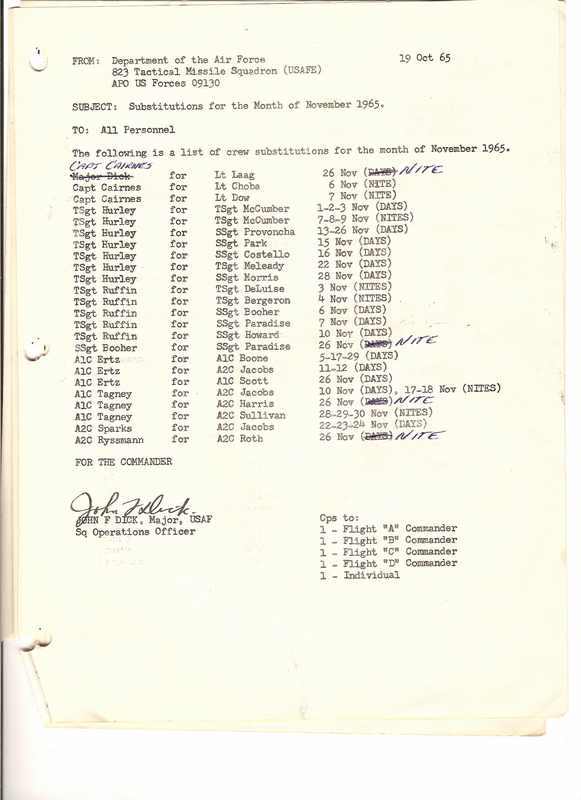 FROM: Department of the Air Force 19 Oct 65
823 Tactical Missile Squadron (USAFE)
APO US Forces 09130
SUBJECT: Substitutions for the Month of November 1965.
TO: All Personnel
The following is a list of crew substitutions for the month of November 1965.
CAPT CAIRNES
Major Dick for Lt Laag 26 Nov (DAYS) NITE
Capt Cairnes for Lt Choba 6 Nov (NITE)
Capt Cairnes for Lt Dow 7 Nov (NITE)
TSgt Hurley for TSgt McCumber 1-2-3 Nov (DAYS)
TSgt Hurley for TSgt McCumber 7-8-9 Nov (NITES)
TSgt Hurley for SSgt Provoncha 13-26 Nov (DAYS)
TSgt Hurley for SSgt Park 15 Nov (DAYS)
TSgt Hurley for SSgt Costello 16 Nov (DAYS)
TSgt Hurley for TSgt Meleady 22 Nov (DAYS)
TSgt Hurley for SSgt Morris 28 Nov (DAYS)
TSgt Ruffin for TSgt DeLuise 3 Nov (NITES)
TSgt Ruffin for TSgt Bergeron 4 Nov (NITES)
TSgt Ruffin for SSgt Booher 6 Nov (DAYS)
TSgt Ruffin for SSgt Paradise 7 Nov (DAYS)
TSgt Ruffin for SSgt Howard 10 Nov (DAYS)
SSgt Booher for SSgt Paradise 26 Nov (DAYS) NITE
A1C Ertz for A1C Boone 5-17-29 (DAYS)
A1C Ertz for A2C Jacobs 11-12 (DAYS)
A1C Ertz for A1C Scott 26 Nov (DAYS)
A1C Tagney for A2C Jacobs 10 Nov (DAYS), 17-18 Nov (NITES)
A1C Tagney for A2C Harris 26 Nov (DAYS) NITE
A1C Tagney for A2C Sullivan 28-29-30 Nov (NITES)
A2C Sparks for A2C Jacobs 22-23-24 Nov (DAYS)
A2C Ryssmann for A2C Roth 26 Nov (DAYS) NITE
FOR THE COMMANDER
John F Dick
JOHN F DICK, Major, USAF
Sq Operations Officer
Cps to:
1 - Flight "A" Commander
1 - Flight "B" Commander
1 - Flight "C" Commander
1 - Flight "D" Commander
1 - Individual